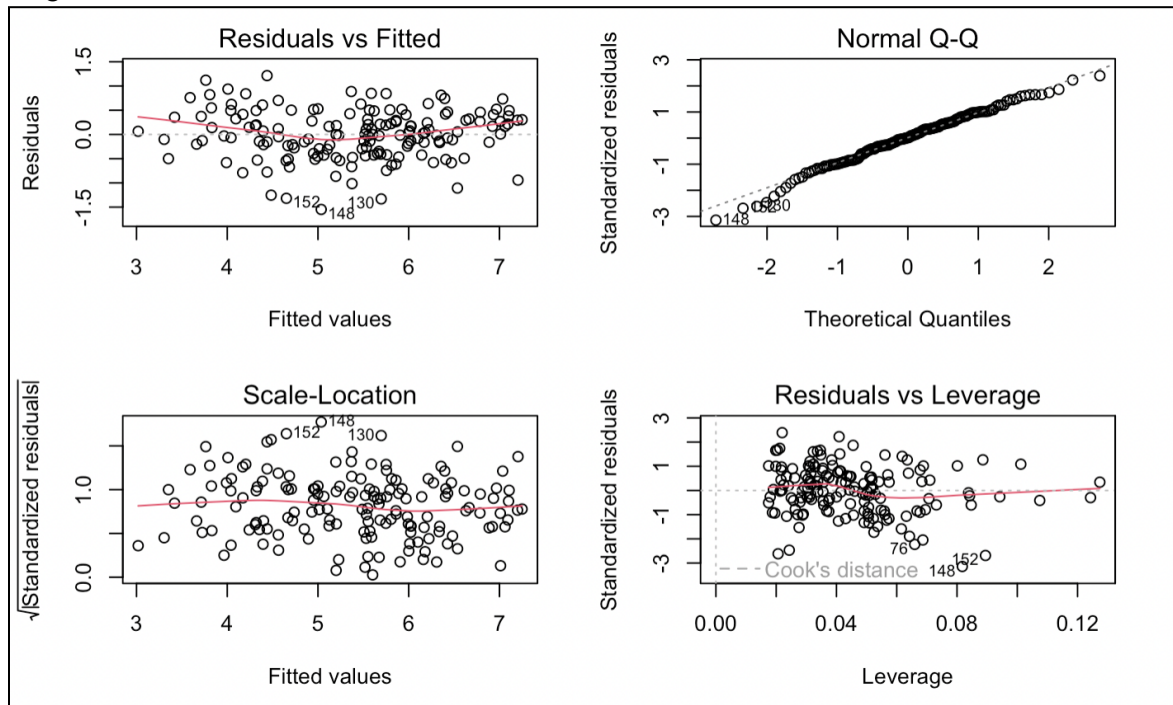 Residuals vs Fitted
Residuals
1.5
0.0
-1.5
152
148
130
3 4 5 6 7
Fitted values
Normal Q-Q
Standardized residuals
3
1
-1
-3
148
130
-2 -1 0 1 2
Theoretical Quantiles
Scale-Location
√|Standardized residuals|
1.0
0.0
152
148
130
3 4 5 6 7
Fitted values
Residuals vs Leverage
Standardized residuals
3
1
-1
-3
76
152
148
Cook's distance
0.00 0.04 0.08 0.12
Leverage